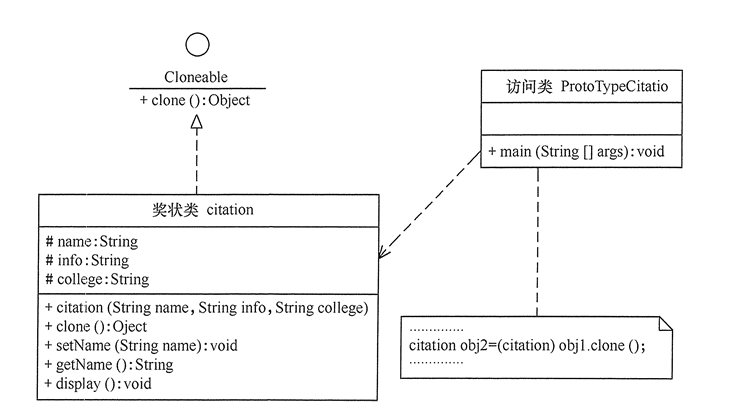 Cloneable
+ clone ():Object
访问类 ProtoTypeCitatio
+ main (String [] args):void
奖状类 citation
# name:String
# info:String
# college:String
+ citation (String name, String info, String college)
+ clone ():Oject
+ setName (String name):void
+ getName ():String
+ display ():void
..............
citation obj2=(citation) obj1.clone ();
..............